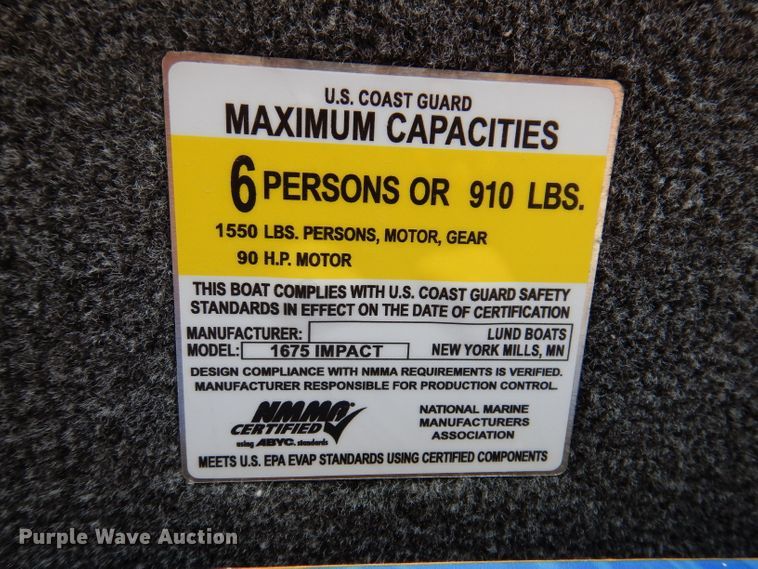 U.S. COAST GUARD
MAXIMUM CAPACITIES
6 PERSONS OR 910 LBS.
1550 LBS. PERSONS, MOTOR, GEAR
90 H.P. MOTOR
THIS BOAT COMPLIES WITH U.S. COAST GUARD SAFETY
STANDARDS IN EFFECT ON THE DATE OF CERTIFICATION
MANUFACTURER: LUND BOATS
MODEL: 1675 IMPACT NEW YORK MILLS, MN
DESIGN COMPLIANCE WITH NMMA REQUIREMENTS IS VERIFIED.
MANUFACTURER RESPONSIBLE FOR PRODUCTION CONTROL.
NMMA®
CERTIFIED
using ABYC. standards
NATIONAL MARINE
MANUFACTURERS
ASSOCIATION
MEETS U.S. EPA EVAP STANDARDS USING CERTIFIED COMPONENTS
Purple Wave Auction